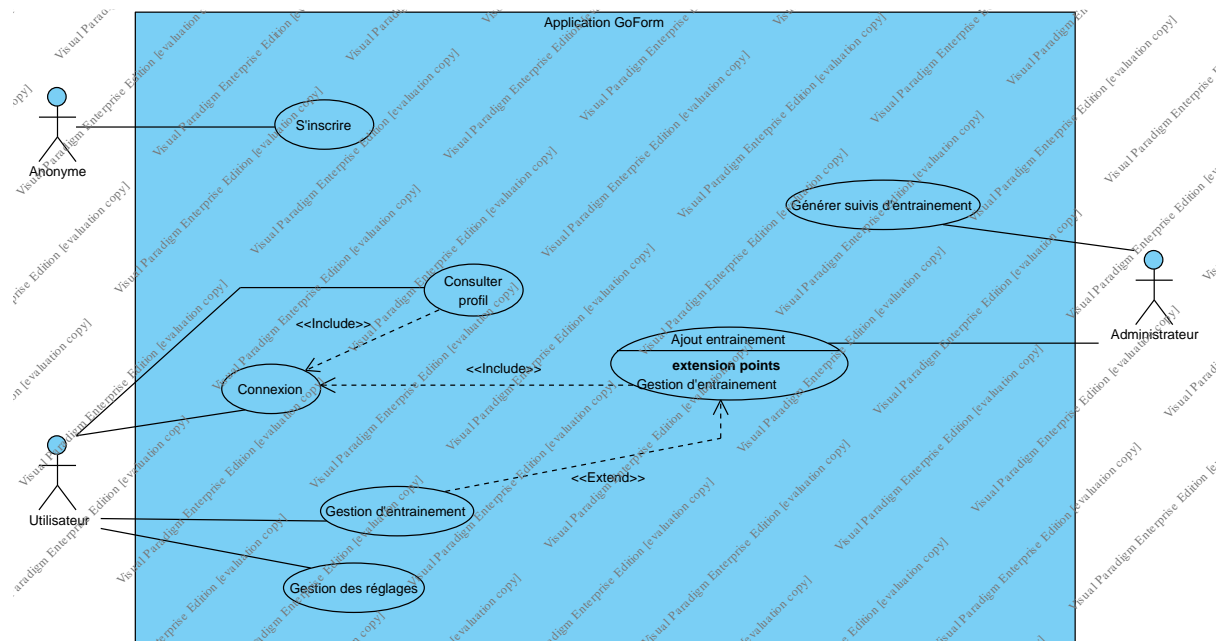 Application GoForm
S'inscrire
Anonyme
Générer suivis d'entrainement
Consulter
profil
<<Include>>
Administrateur
Ajout entrainement
extension points
Gestion d'entrainement
<<Include>>
Connexion
<<Extend>>
Utilisateur
Gestion d'entrainement
Gestion des réglages
Visual Paradigm Enterprise Edition [evaluation copy]